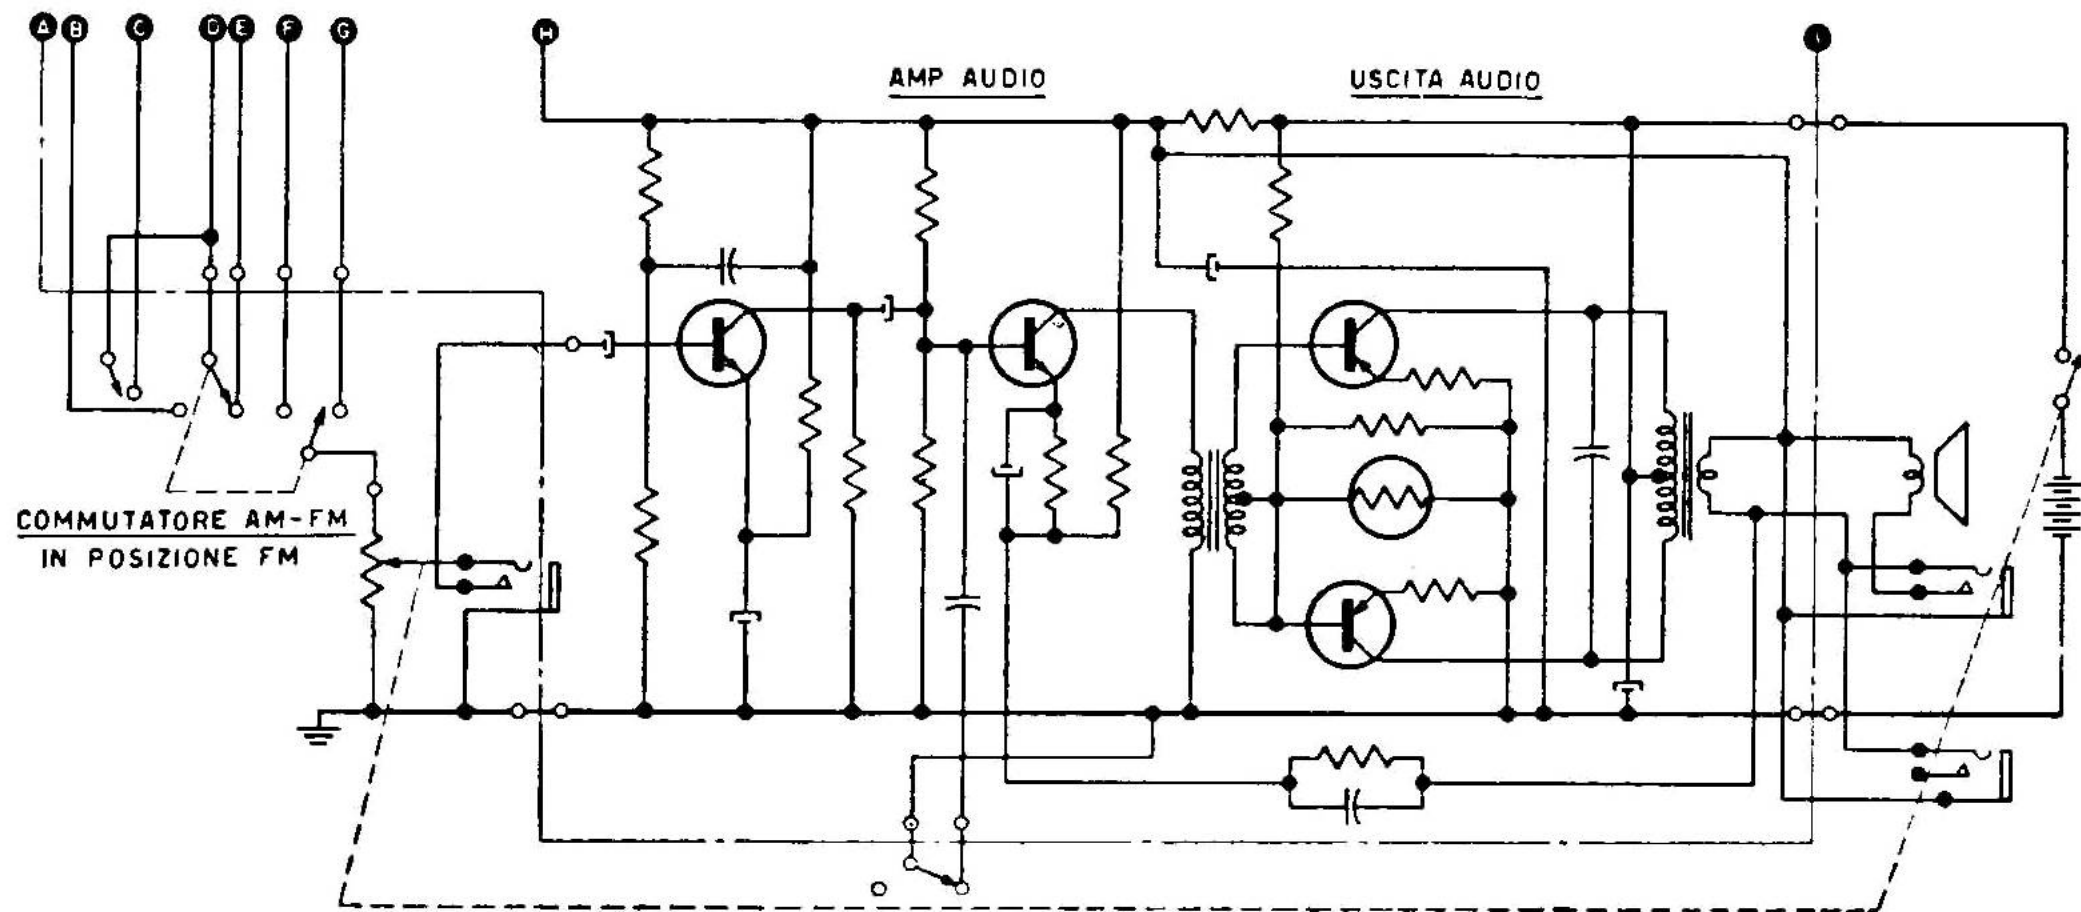 A B C D E F G H
AMP AUDIO
USCITA AUDIO
COMMUTATORE AM-FM
IN POSIZIONE FM